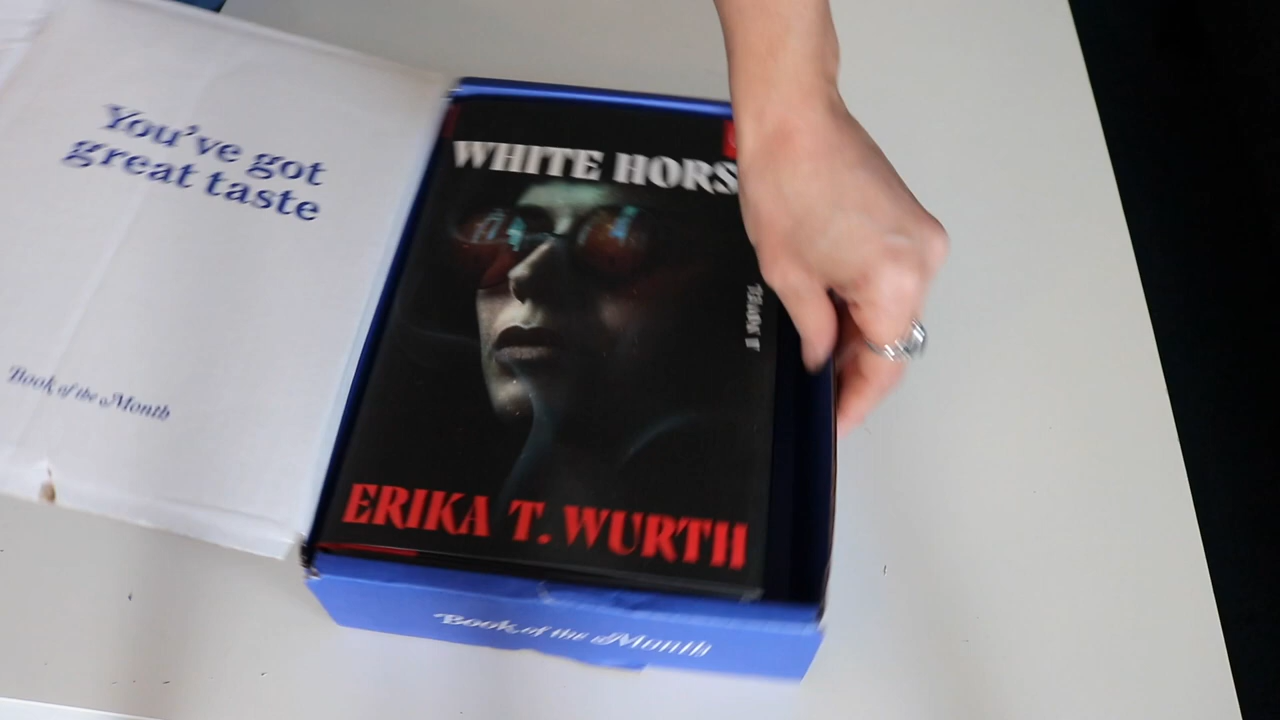 You've got
great taste
Book of the Month
WHITE HORS
ERIKA T. WURTH
Book of the Month